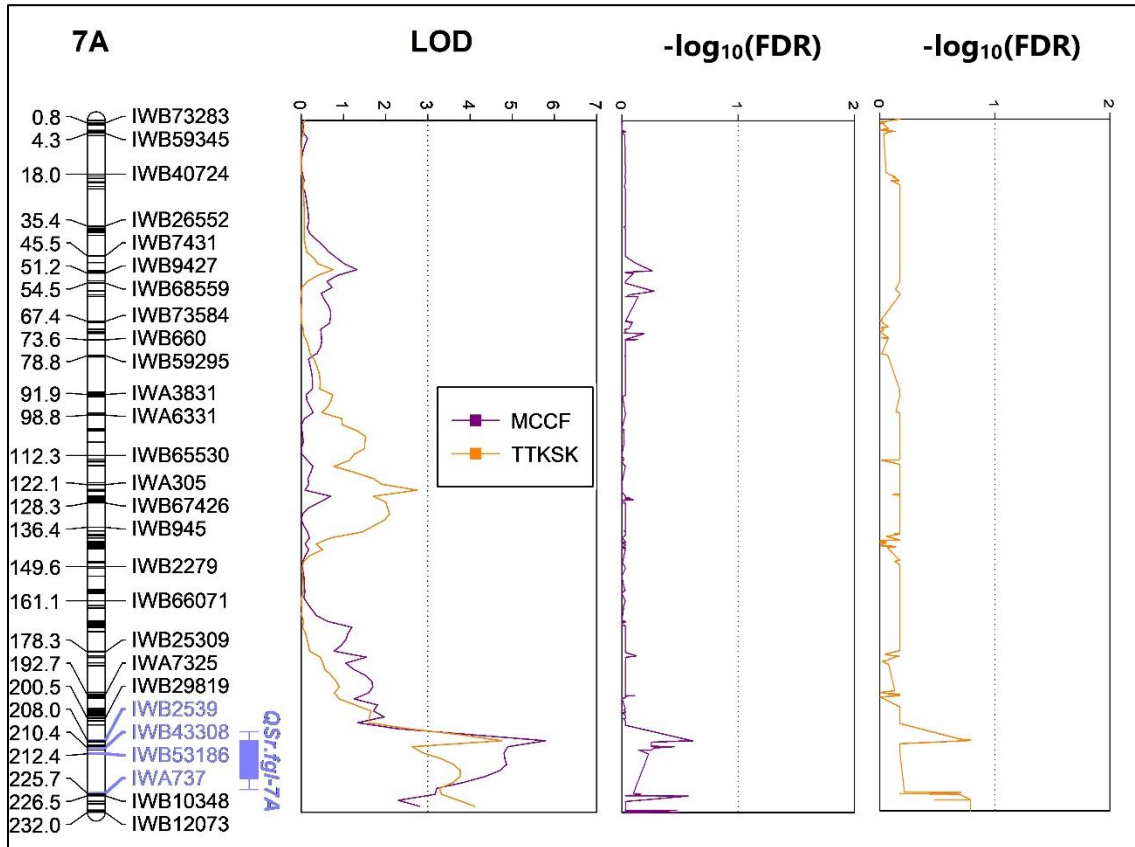 7A
LOD
-log₁₀(FDR)
-log₁₀(FDR)
0 1 2 3 4 5 6 7
0 1 2
0 1 2
0.8 IWB73283
4.3 IWB59345
18.0 IWB40724
35.4 IWB26552
45.5 IWB7431
51.2 IWB9427
54.5 IWB68559
67.4 IWB73584
73.6 IWB660
78.8 IWB59295
91.9 IWA3831
98.8 IWA6331
112.3 IWB65530
122.1 IWA305
128.3 IWB67426
136.4 IWB945
149.6 IWB2279
161.1 IWB66071
178.3 IWB25309
192.7 IWA7325
200.5 IWB29819
208.0 IWB2539
210.4 IWB43308
212.4 IWB53186
225.7 IWA737
226.5 IWB10348
232.0 IWB12073
QSr.fgl-7A
MCCF
TTKSK